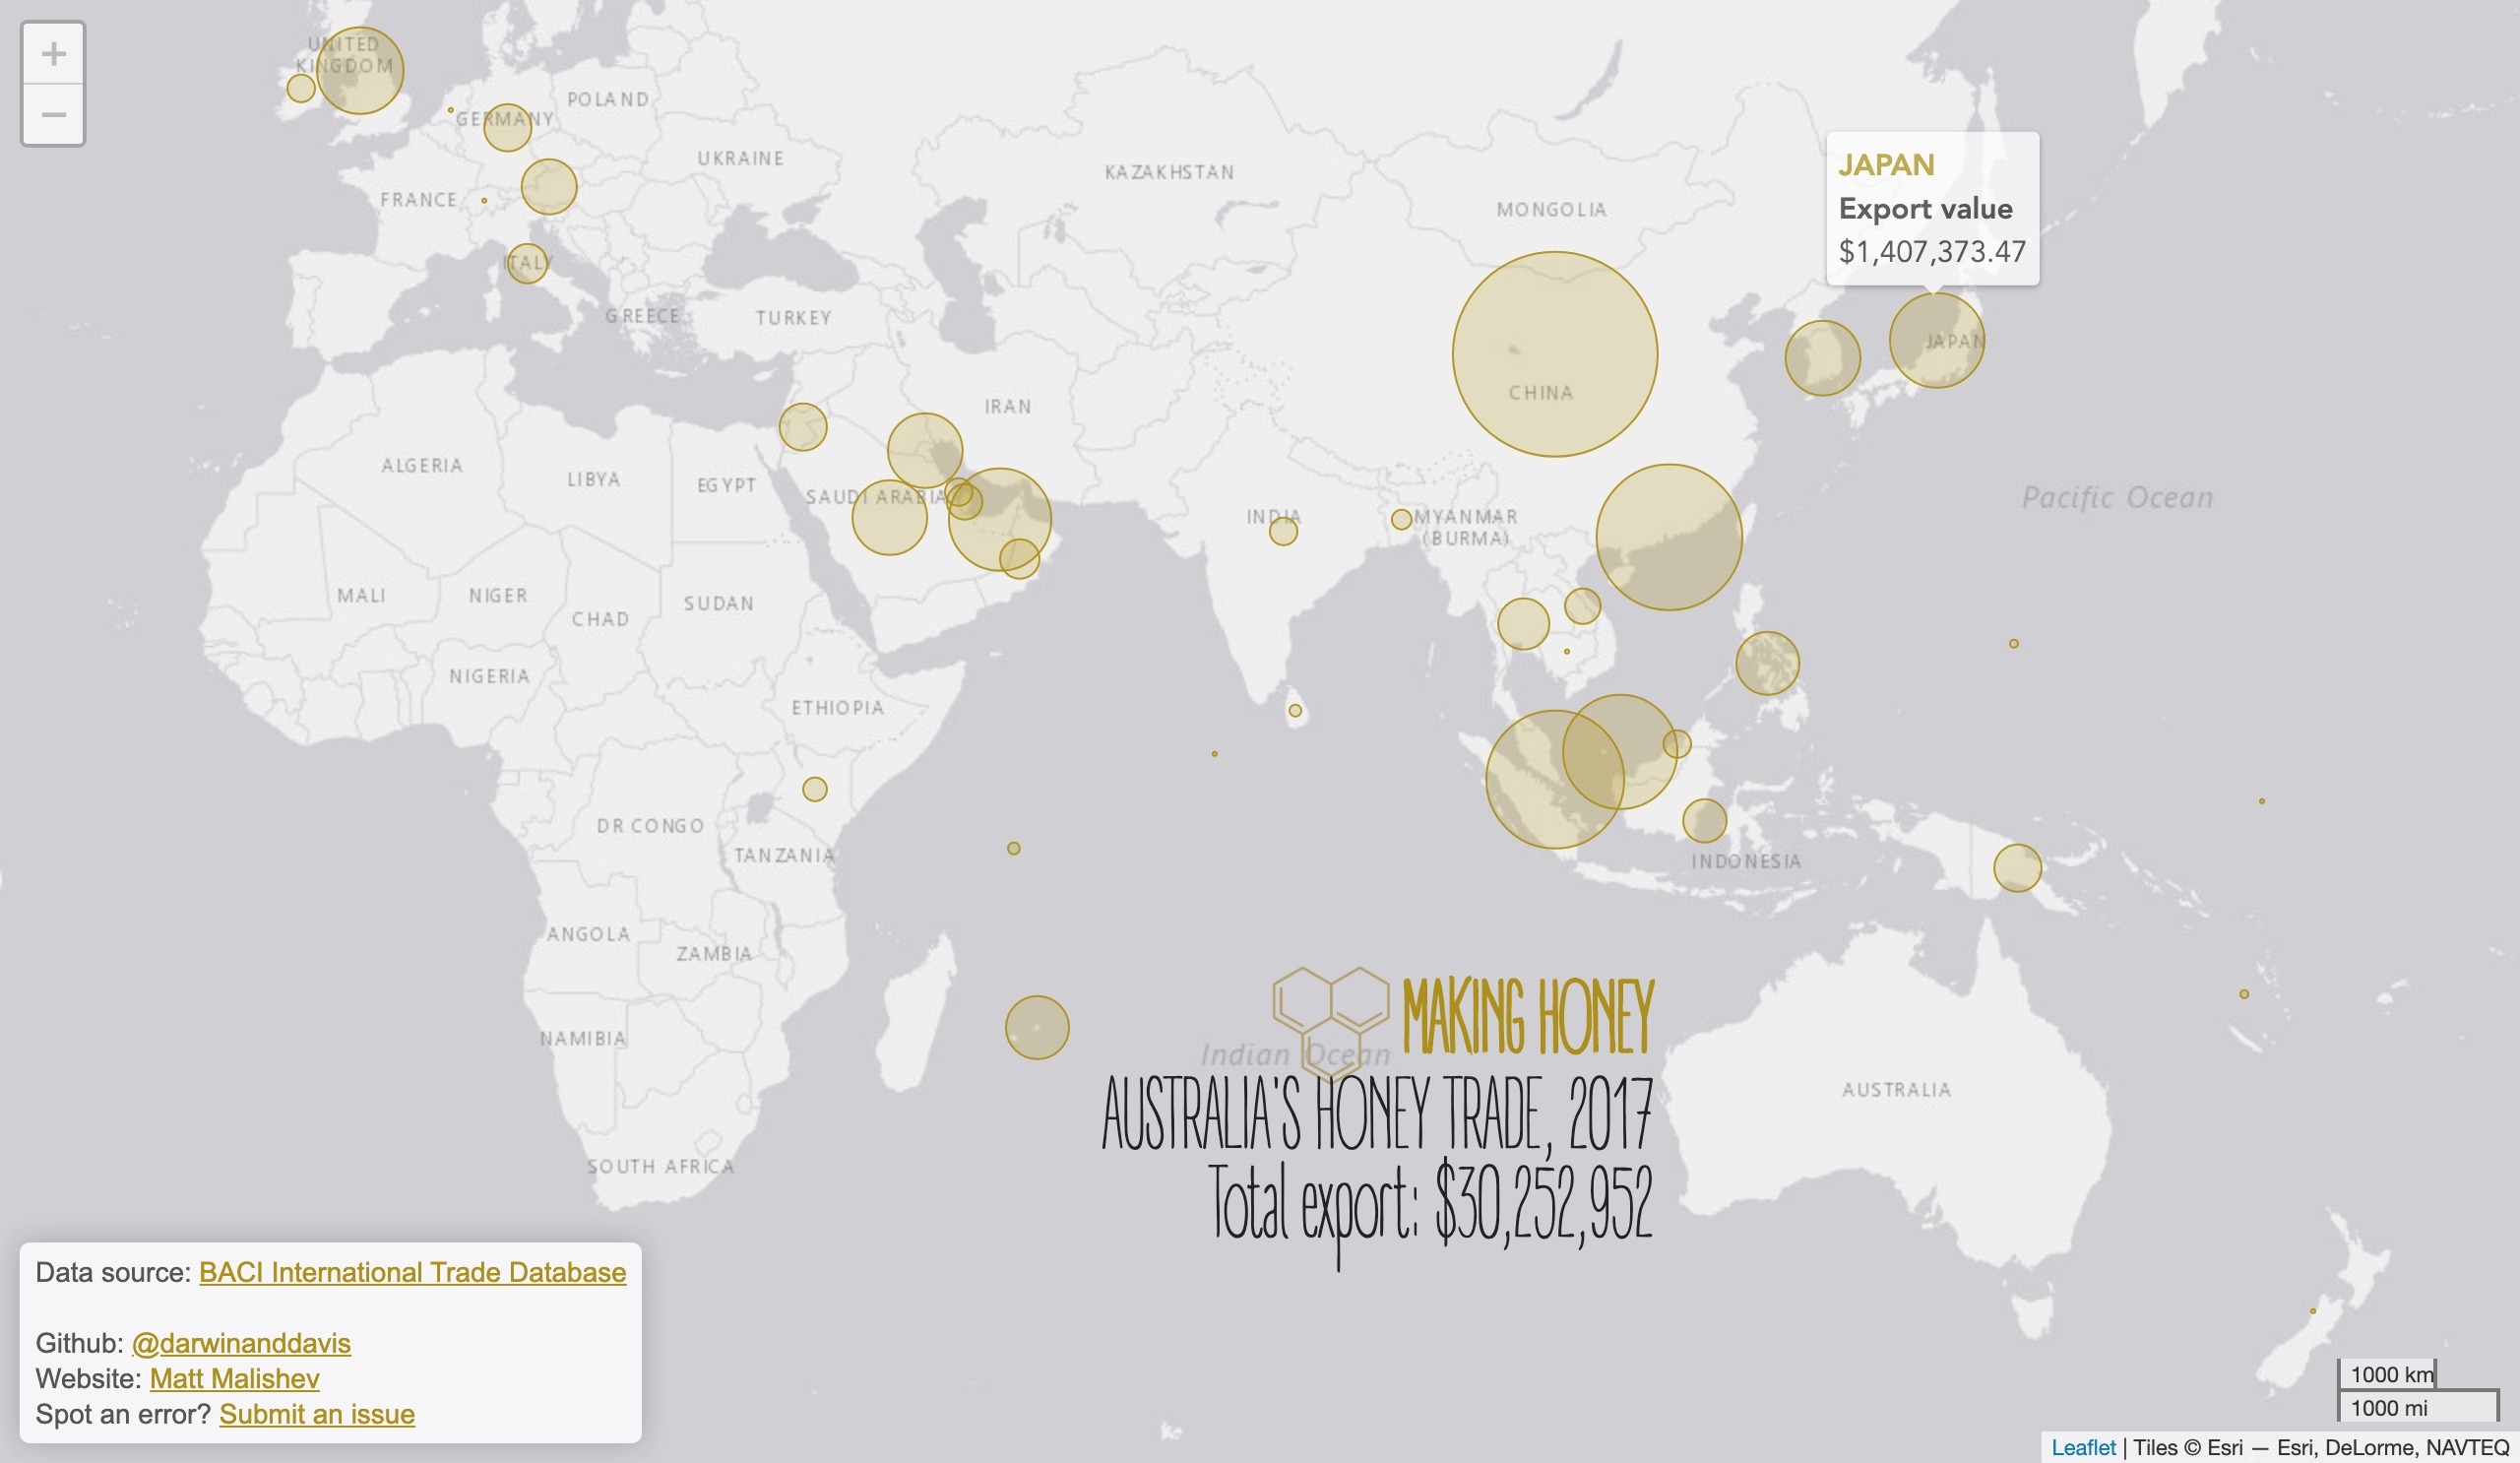 +
−
UNITED
KINGDOM
POLAND
GERMANY
UKRAINE
FRANCE
KAZAKHSTAN
MONGOLIA
JAPAN
Export value
$1,407,373.47
ITALY
GREECE
TURKEY
JAPAN
CHINA
IRAN
ALGERIA
LIBYA
EGYPT
SAUDI ARABIA
INDIA
MYANMAR
(BURMA)
Pacific Ocean
MALI
NIGER
CHAD
SUDAN
NIGERIA
ETHIOPIA
DR CONGO
TANZANIA
INDONESIA
ANGOLA
ZAMBIA
NAMIBIA
SOUTH AFRICA
Indian Ocean
AUSTRALIA
MAKING HONEY
AUSTRALIA'S HONEY TRADE, 2017
Total export: $30,252,952
Data source: BACI International Trade Database
Github: @darwinanddavis
Website: Matt Malishev
Spot an error? Submit an issue
1000 km
1000 mi
Leaflet | Tiles © Esri — Esri, DeLorme, NAVTEQ